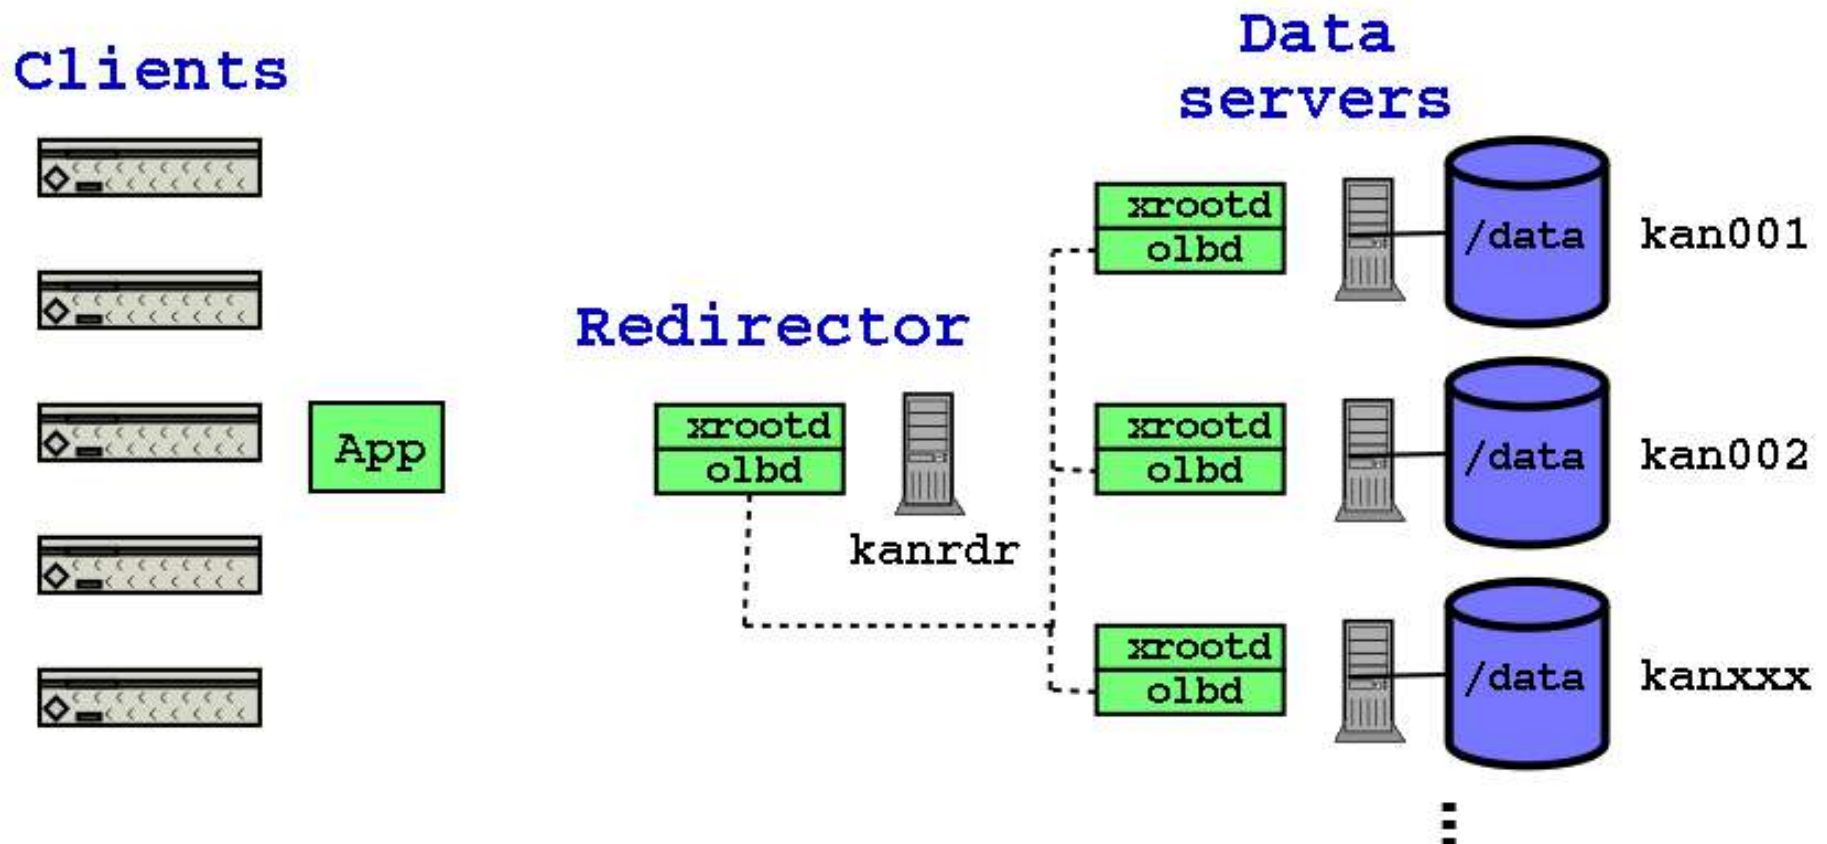 Clients
Data
servers
xrootd
olbd
/data
kan001
Redirector
App
xrootd
olbd
kanrdr
xrootd
olbd
/data
kan002
xrootd
olbd
/data
kanxxx